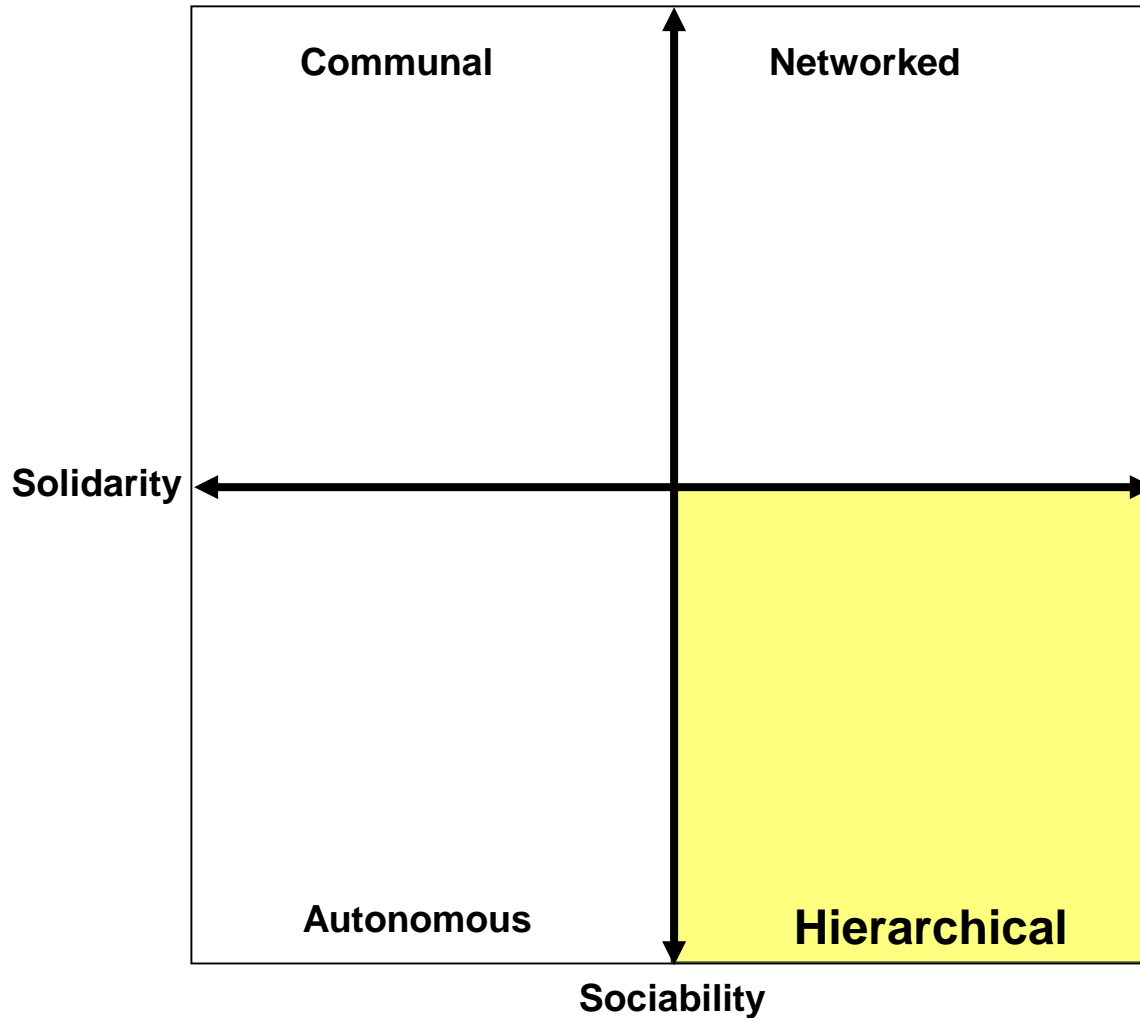 Communal
Networked
Solidarity
Autonomous
Hierarchical
Sociability